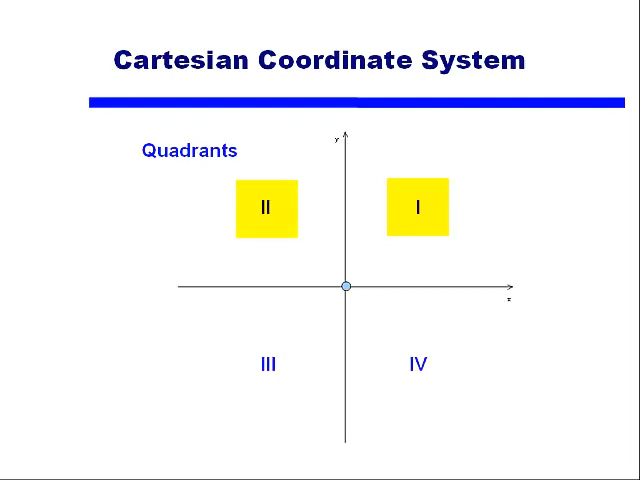 Cartesian Coordinate System
Quadrants
y
II
I
x
III
IV